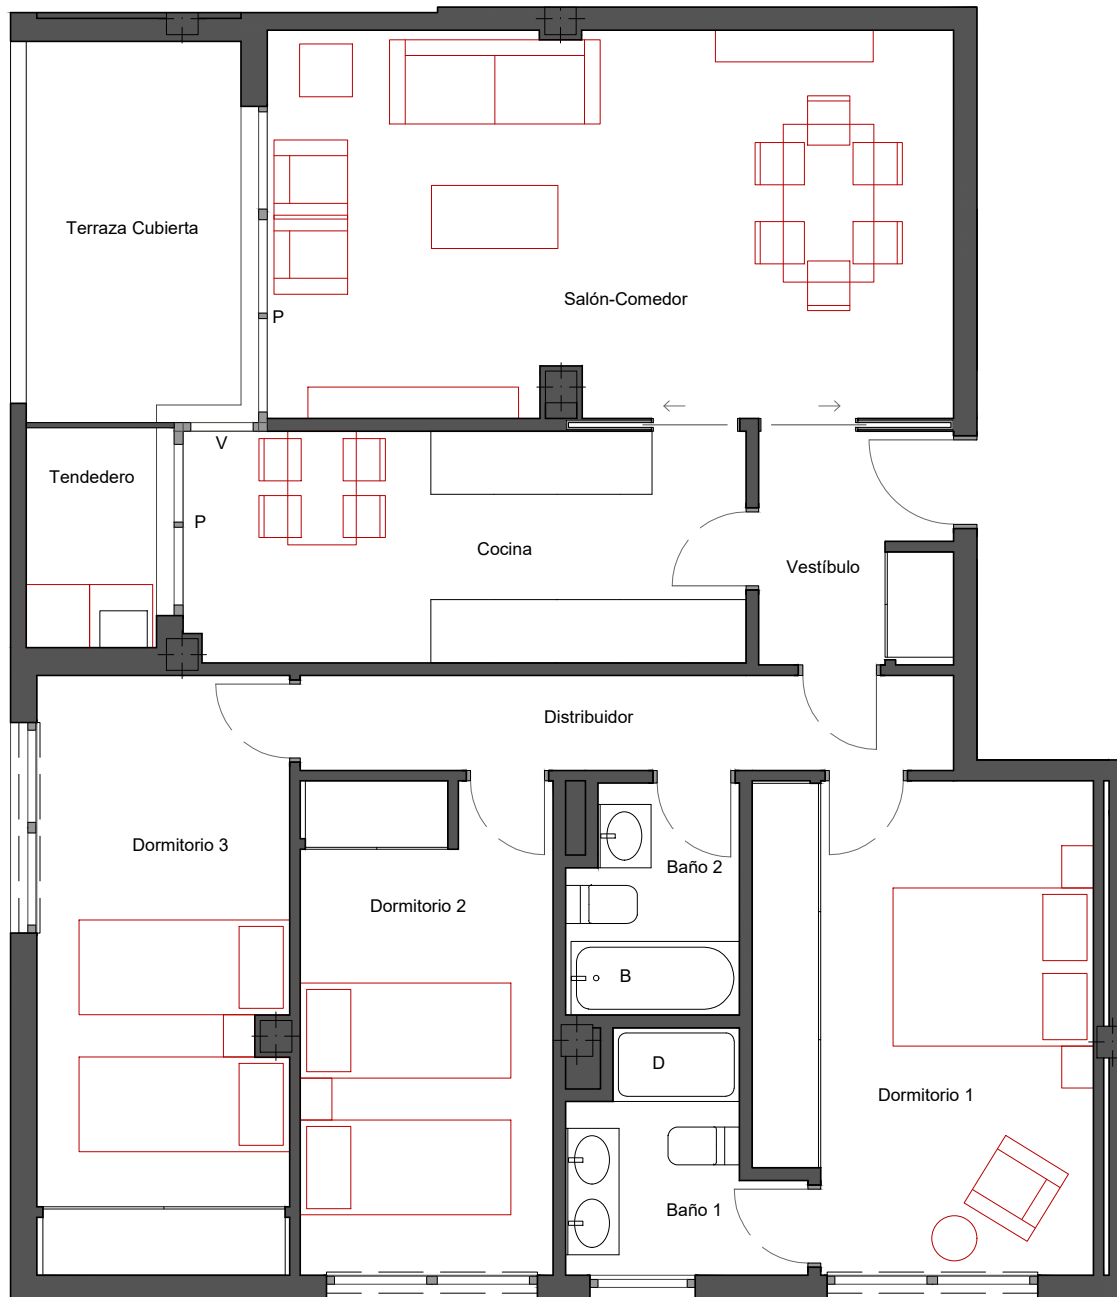 Terraza Cubierta
Salón-Comedor
P
V
Tendedero
P
Cocina
Vestíbulo
Distribuidor
Dormitorio 3
Baño 2
Dormitorio 2
B
D
Dormitorio 1
Baño 1